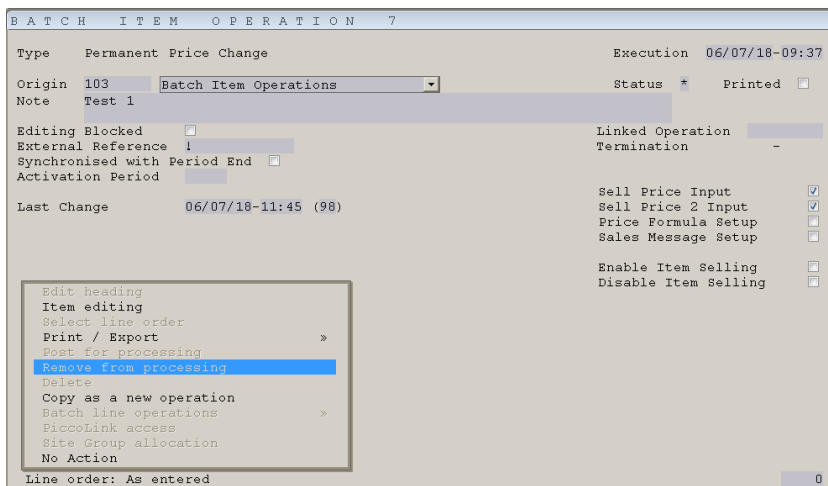 BATCH ITEM OPERATION 7
Type Permanent Price Change Execution 06/07/18-09:37
Origin 103 Batch Item Operations Status * Printed
Note Test 1
Editing Blocked Linked Operation
External Reference ! Termination -
Synchronised with Period End
Activation Period
Sell Price Input
Last Change 06/07/18-11:45 (98) Sell Price 2 Input
Price Formula Setup
Sales Message Setup
Enable Item Selling
Disable Item Selling
Edit heading
Item editing
Select line order
Print / Export »
Post for processing
Remove from processing
Delete
Copy as a new operation
Batch line operations »
PiccoLink access
Site Group allocation
No Action
Line order: As entered 0